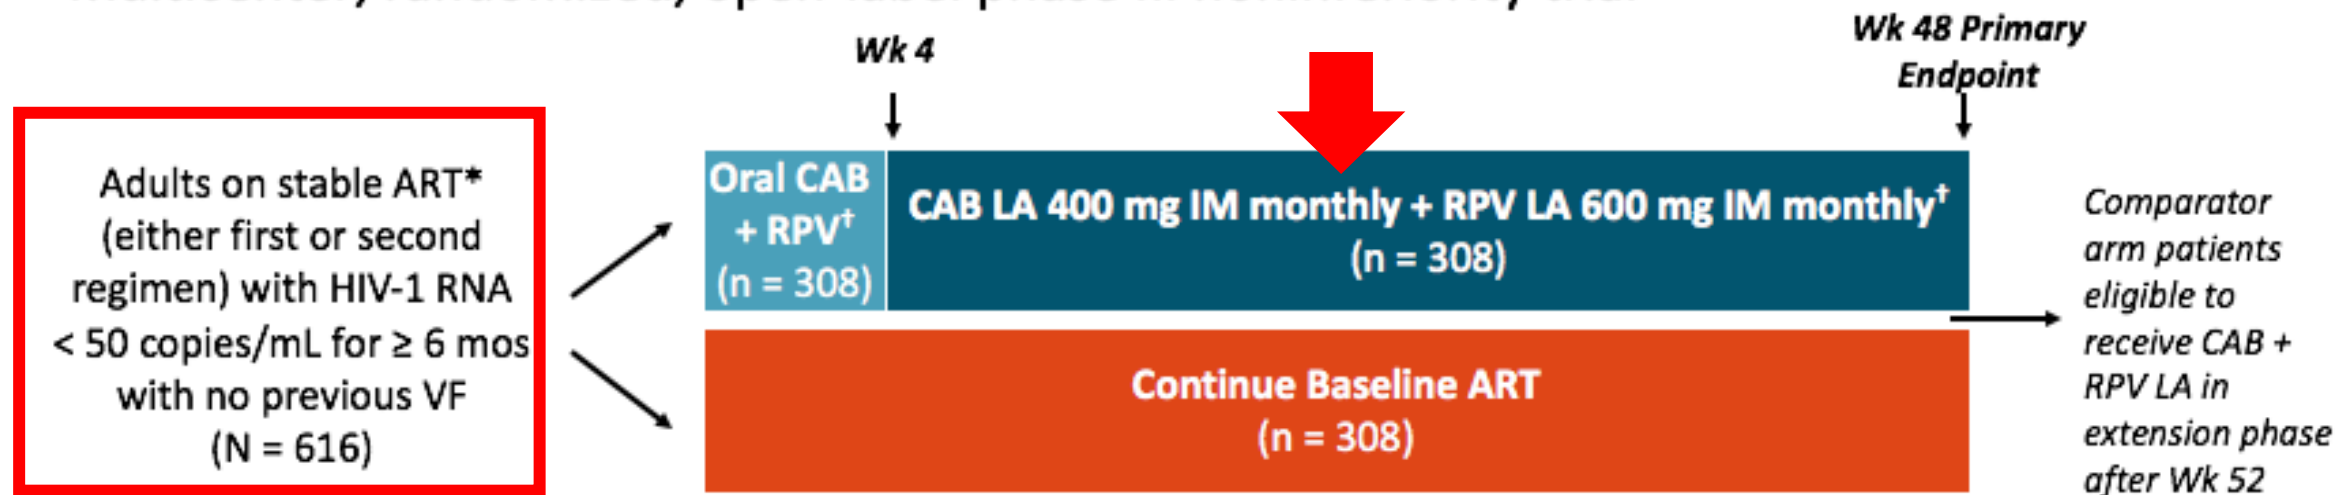 Wk 4
Wk 48 Primary
Endpoint
Adults on stable ART*
(either first or second
regimen) with HIV-1 RNA
< 50 copies/mL for ≥ 6 mos
with no previous VF
(N = 616)
Oral CAB
+ RPV†
(n = 308)
CAB LA 400 mg IM monthly + RPV LA 600 mg IM monthly†
(n = 308)
Continue Baseline ART
(n = 308)
Comparator
arm patients
eligible to
receive CAB +
RPV LA in
extension phase
after Wk 52